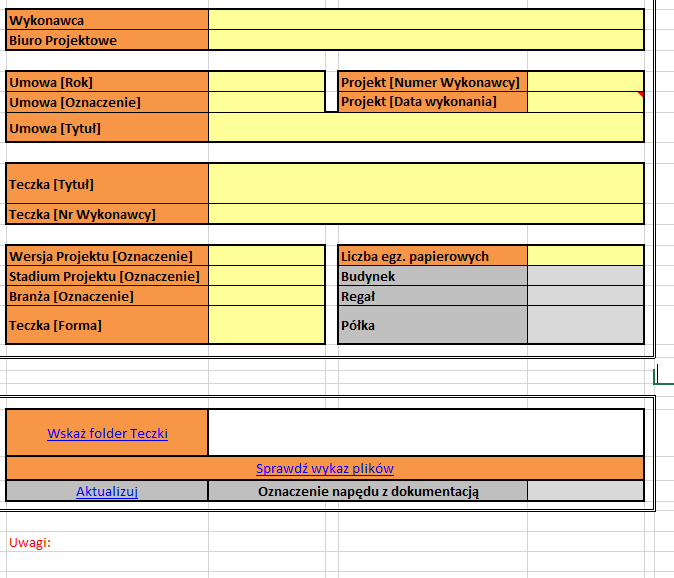 Wykonawca
Biuro Projektowe
Umowa [Rok]
Projekt [Numer Wykonawcy]
Umowa [Oznaczenie]
Projekt [Data wykonania]
Umowa [Tytuł]
Teczka [Tytuł]
Teczka [Nr Wykonawcy]
Wersja Projektu [Oznaczenie]
Liczba egz. papierowych
Stadium Projektu [Oznaczenie]
Budynek
Branża [Oznaczenie]
Regał
Teczka [Forma]
Półka
Wskaż folder Teczki
Sprawdź wykaz plików
Aktualizuj
Oznaczenie napędu z dokumentacją
Uwagi: